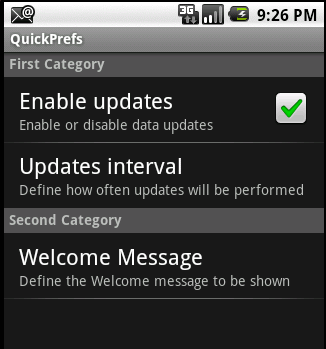 3G 9:26 PM
QuickPrefs
First Category
Enable updates
Enable or disable data updates
Updates interval
Define how often updates will be performed
Second Category
Welcome Message
Define the Welcome message to be shown